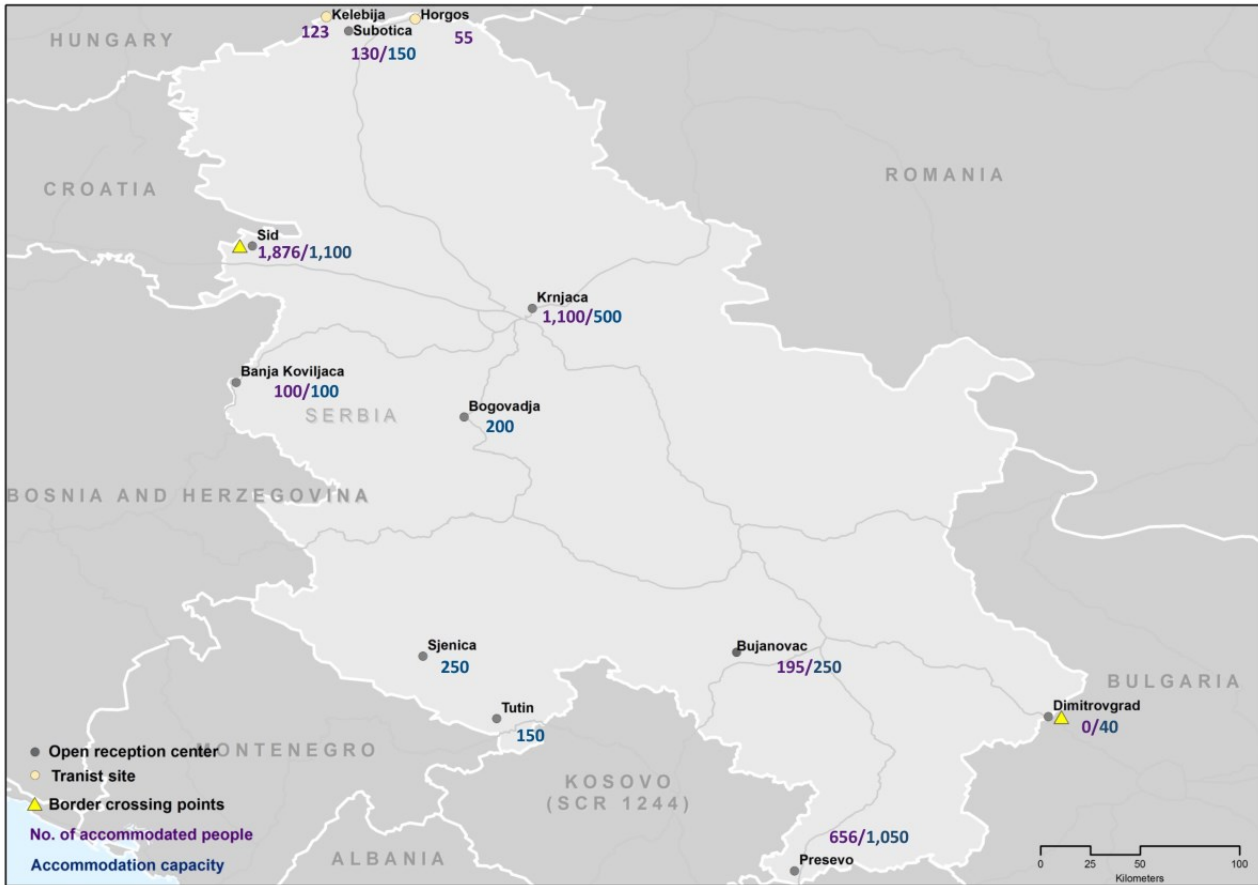 Kelebija
Horgos
HUNGARY
123
Subotica
55
130/150
ROMANIA
CROATIA
Sid
1,876/1,100
Krnjaca
1,100/500
Banja Koviljaca
100/100
Bogovadja
SERBIA
200
BOSNIA AND HERZEGOVINA
Sjenica
250
Bujanovac
195/250
BULGARIA
Tutin
Dimitrovgrad
150
0/40
Open reception center
MONTENEGRO
Tranist site
KOSOVO
(SCR 1244)
Border crossing points
No. of accommodated people
656/1,050
Accommodation capacity
ALBANIA
Presevo
0 25 50 100
Kilometers